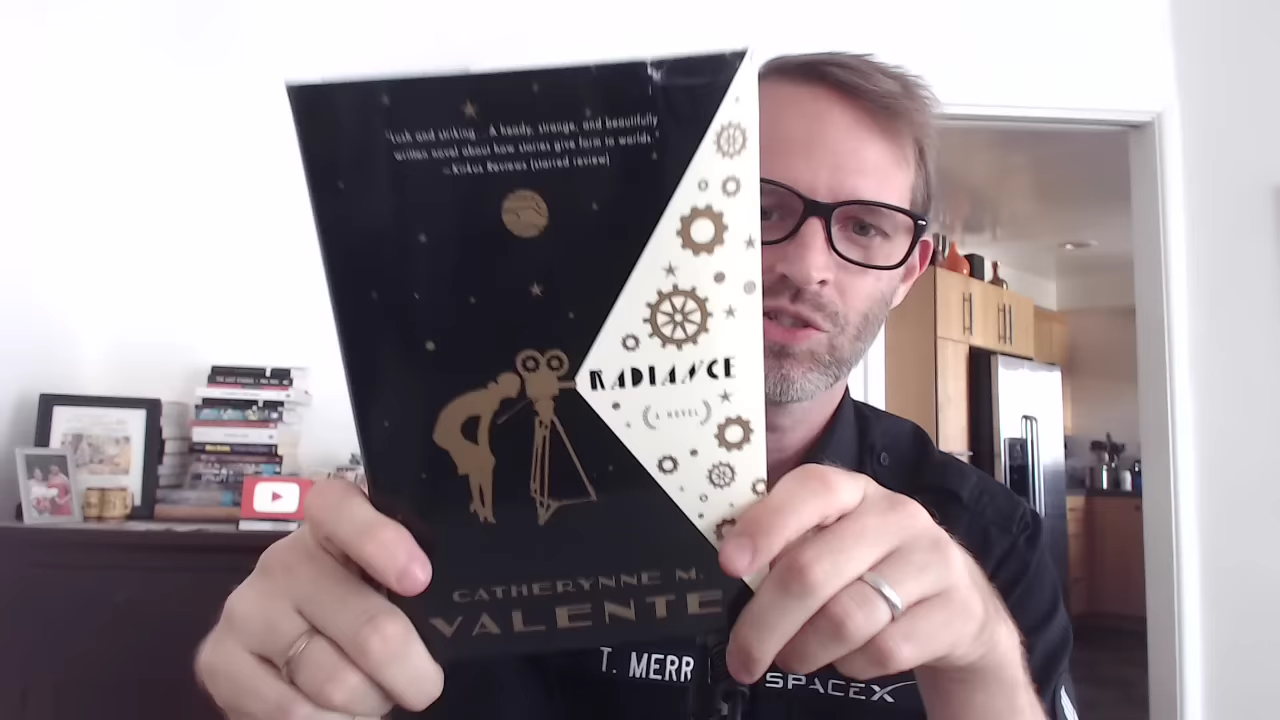 "Lush and striking... A heady, strange, and beautifully
written novel about how stories give form to worlds."
—Kirkus Reviews (starred review)
RADIANCE
(A NOVEL)
CATHERYNNE M.
VALENTE
T. MERR
SPACEX